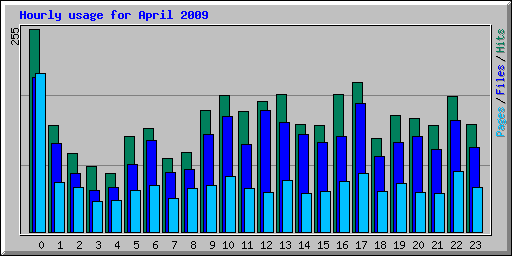 Hourly usage for April 2009
255
Pages / Files / Hits
0 1 2 3 4 5 6 7 8 9 10 11 12 13 14 15 16 17 18 19 20 21 22 23